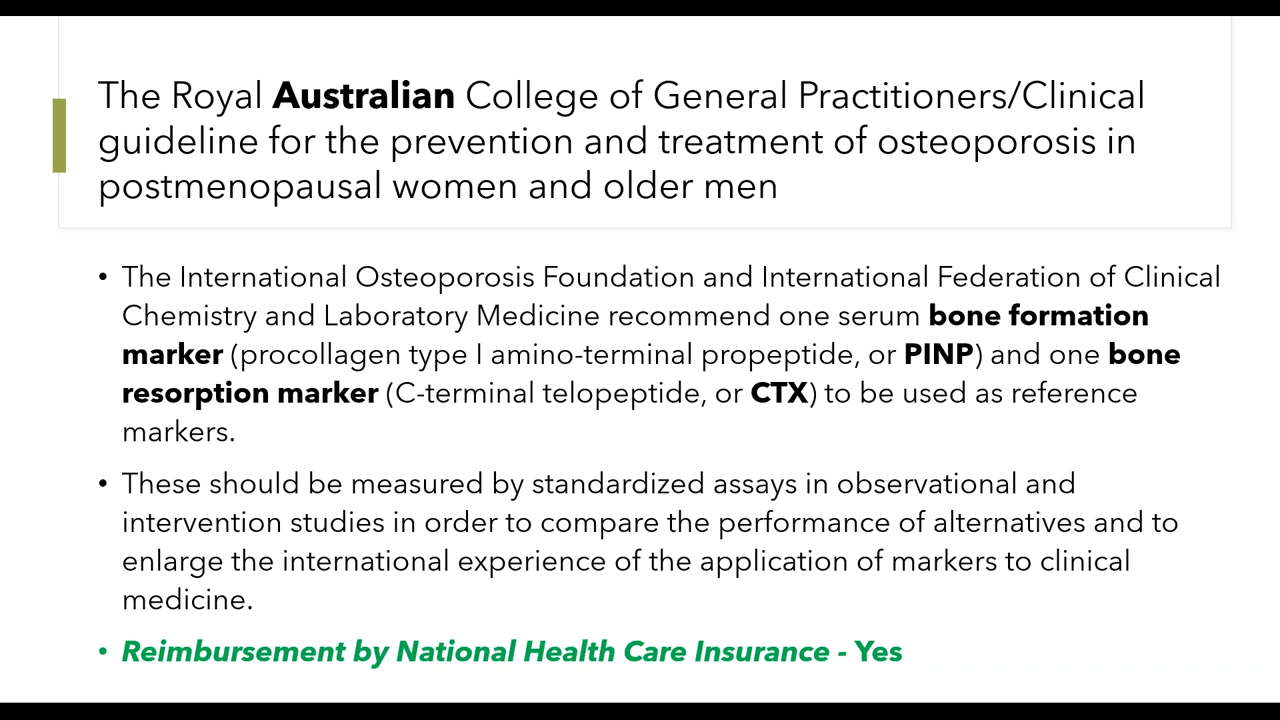 The Royal Australian College of General Practitioners/Clinical
guideline for the prevention and treatment of osteoporosis in
postmenopausal women and older men
• The International Osteoporosis Foundation and International Federation of Clinical
Chemistry and Laboratory Medicine recommend one serum bone formation
marker (procollagen type I amino-terminal propeptide, or PINP) and one bone
resorption marker (C-terminal telopeptide, or CTX) to be used as reference
markers.
• These should be measured by standardized assays in observational and
intervention studies in order to compare the performance of alternatives and to
enlarge the international experience of the application of markers to clinical
medicine.
• Reimbursement by National Health Care Insurance - Yes